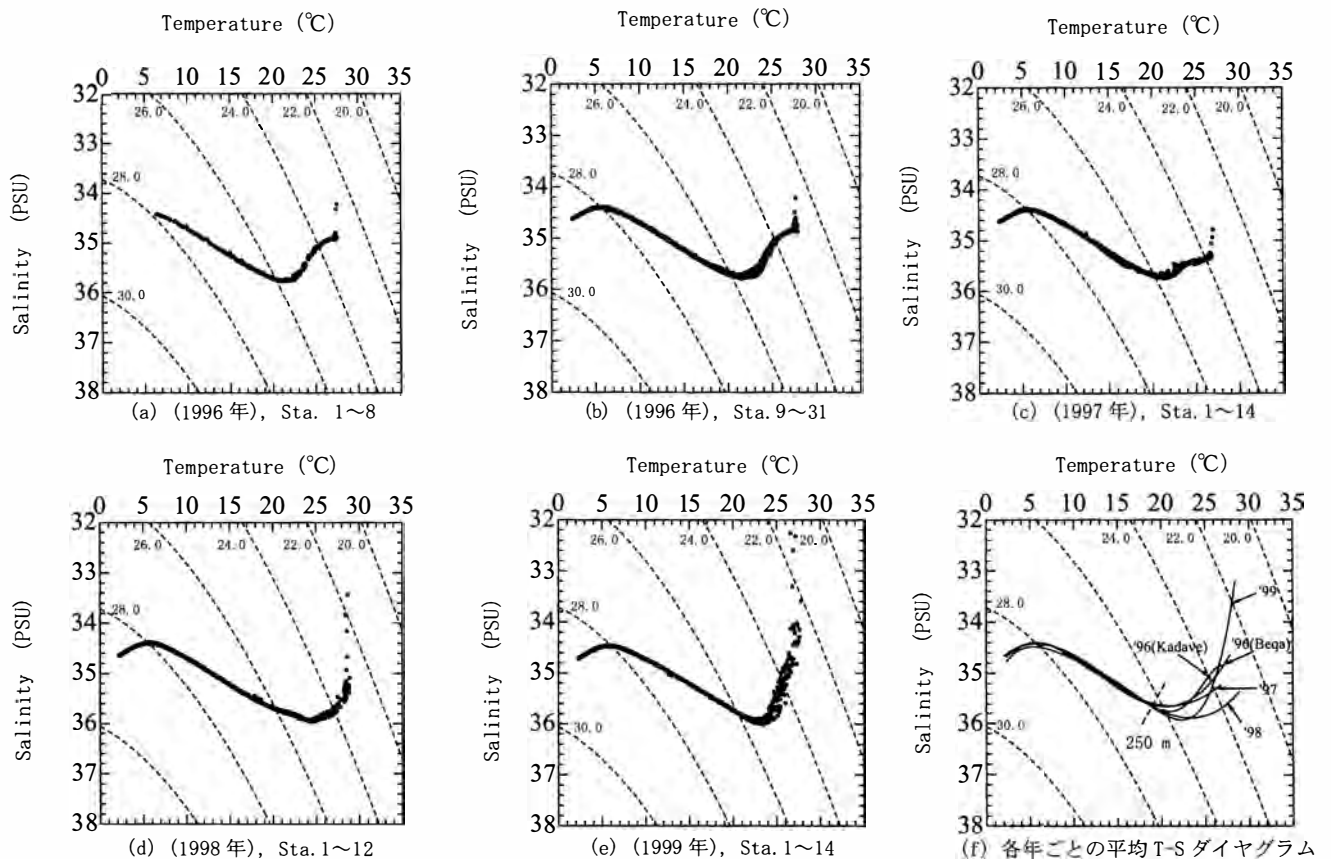 Temperature (℃)
0 5 10 15 20 25 30 35
32
33
34
35
36
37
38
Salinity (PSU)
26.0
24.0
22.0
20.0
28.0
30.0
(a) (1996 年), Sta. 1～8
Temperature (℃)
0 5 10 15 20 25 30 35
32
33
34
35
36
37
38
Salinity (PSU)
26.0
24.0
22.0
20.0
28.0
30.0
(b) (1996 年), Sta. 9～31
Temperature (℃)
0 5 10 15 20 25 30 35
32
33
34
35
36
37
38
Salinity (PSU)
26.0
24.0
22.0
20.0
28.0
30.0
(c) (1997 年), Sta. 1～14
Temperature (℃)
0 5 10 15 20 25 30 35
32
33
34
35
36
37
38
Salinity (PSU)
26.0
24.0
22.0
20.0
28.0
30.0
(d) (1998 年), Sta. 1～12
Temperature (℃)
0 5 10 15 20 25 30 35
32
33
34
35
36
37
38
Salinity (PSU)
26.0
24.0
22.0
20.0
28.0
30.0
(e) (1999 年), Sta. 1～14
Temperature (℃)
0 5 10 15 20 25 30 35
32
33
34
35
36
37
38
Salinity (PSU)
24.0
22.0
20.0
28.0
30.0
'99
'96(Kadave)
'96(Beqa)
'97
'98
250 m
(f) 各年ごとの平均 T-S ダイヤグラム